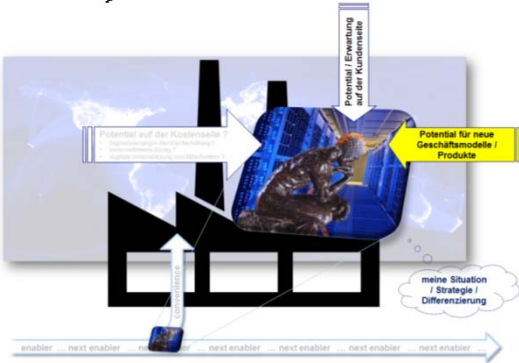 Potential / Erwartung
auf der Kundenseite
Potential auf der Kostenseite ?
Potential für neue
Geschäftsmodelle /
Produkte
meine Situation
/ Strategie /
Differenzierung
convenience
enabler ... next enabler ... next enabler ... next enabler ... next enabler ... next enabler ...